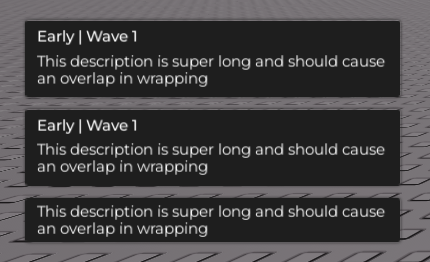 Early | Wave 1
This description is super long and should cause
an overlap in wrapping
Early | Wave 1
This description is super long and should cause
an overlap in wrapping
This description is super long and should cause
an overlap in wrapping